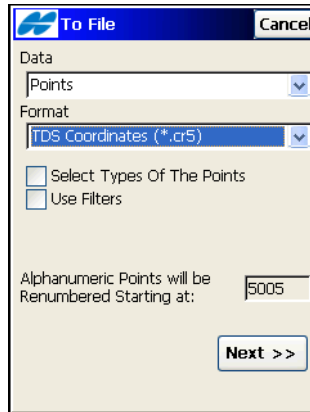 To File
Cancel
Data
Points
Format
TDS Coordinates (*.cr5)
Select Types Of The Points
Use Filters
Alphanumeric Points will be
Renumbered Starting at:
5005
Next >>